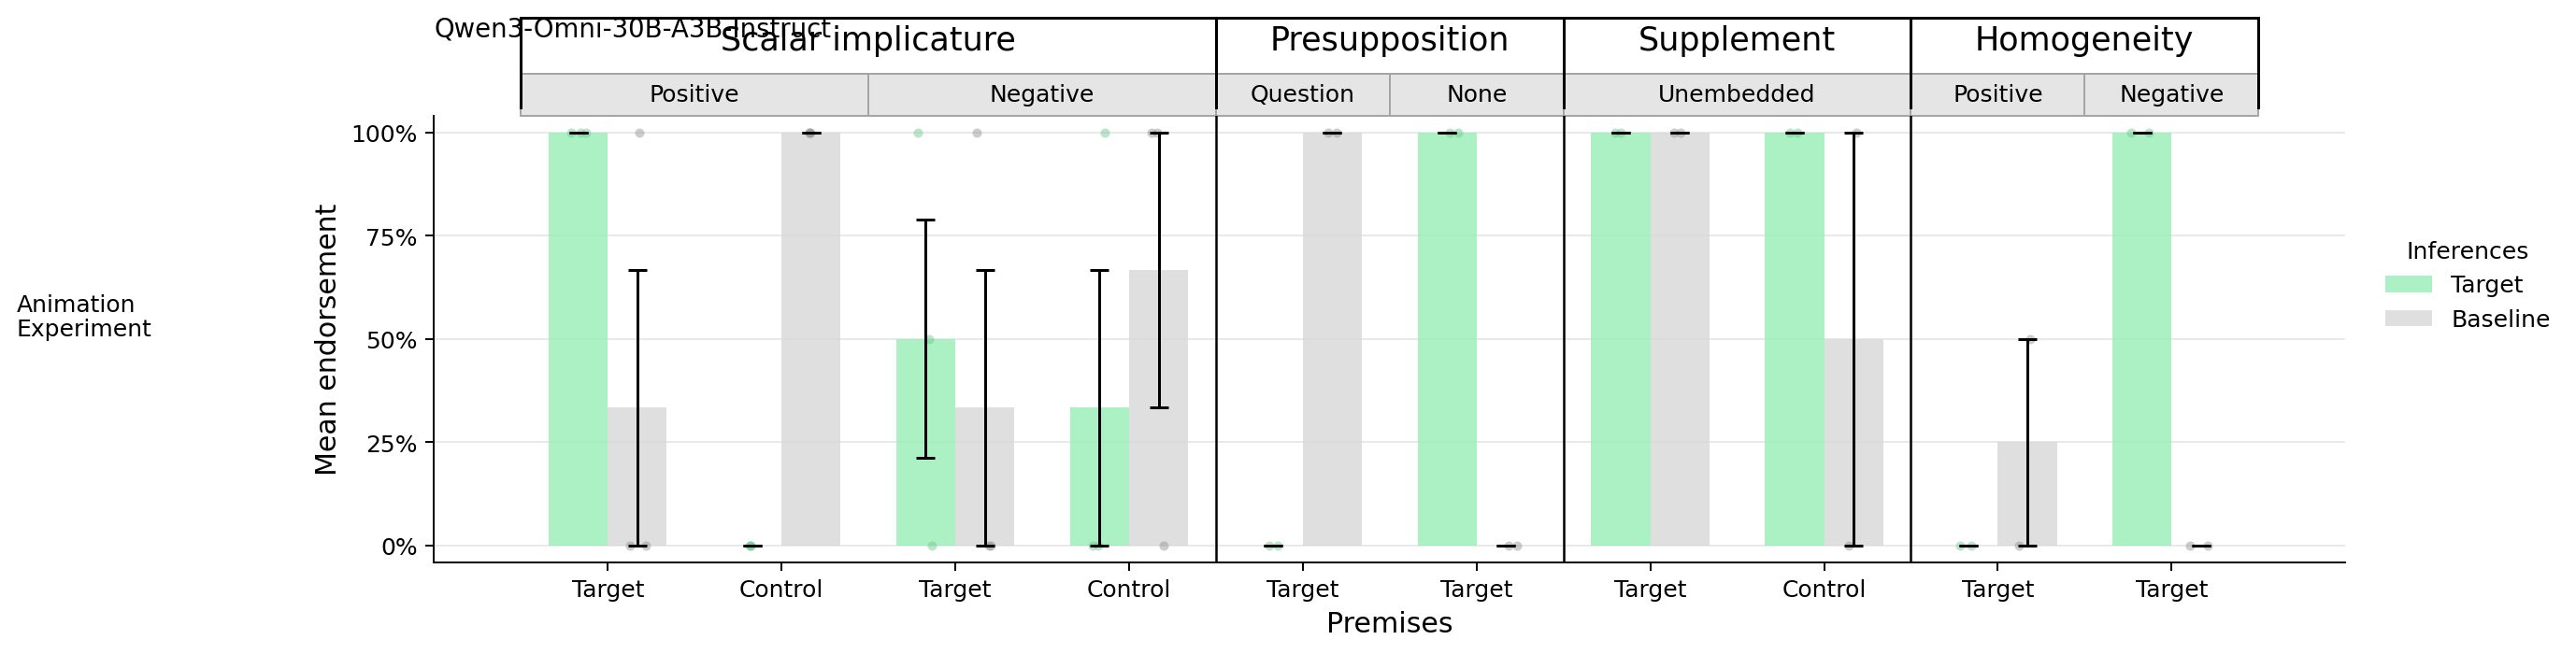 Qwen3-Omni-30B-A3B-Instruct
Scalar implicature Presupposition Supplement Homogeneity
Positive Negative Question None Unembedded Positive Negative
100%
75%
50%
25%
0%
Mean endorsement
Animation
Experiment
Inferences
Target
Baseline
Target Control Target Control Target Target Target Control Target Target
Premises